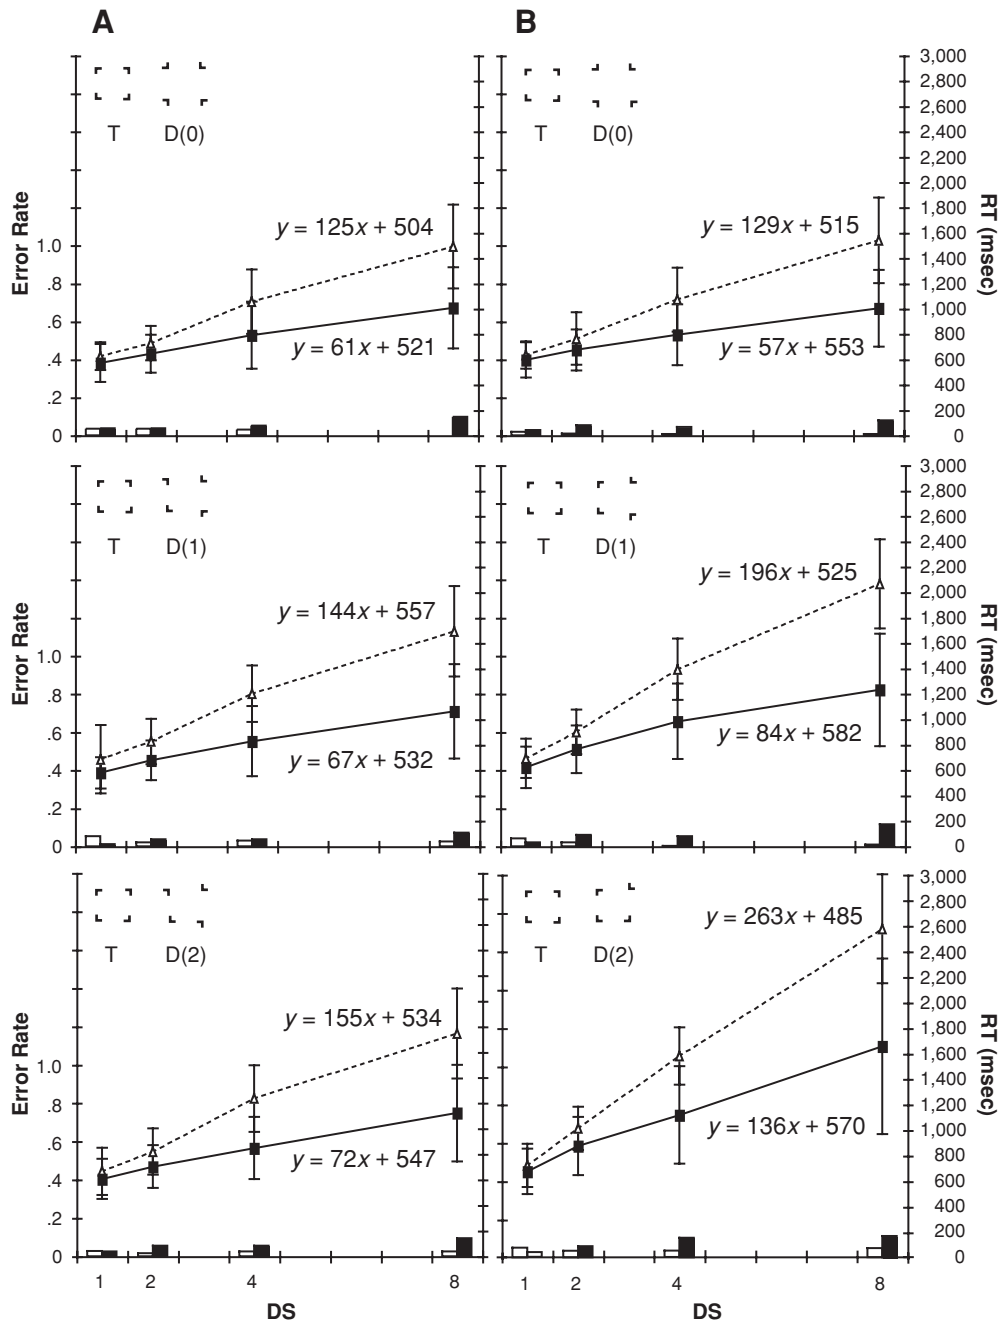 A
B
T D(0)
y = 125x + 504
y = 61x + 521
Error Rate
1.0
.8
.6
.4
.2
0
T D(0)
y = 129x + 515
y = 57x + 553
3,000
2,800
2,600
2,400
2,200
2,000
1,800
1,600
1,400
1,200
1,000
800
600
400
200
0
RT (msec)
T D(1)
y = 144x + 557
y = 67x + 532
Error Rate
1.0
.8
.6
.4
.2
0
T D(1)
y = 196x + 525
y = 84x + 582
3,000
2,800
2,600
2,400
2,200
2,000
1,800
1,600
1,400
1,200
1,000
800
600
400
200
0
RT (msec)
T D(2)
y = 155x + 534
y = 72x + 547
Error Rate
1.0
.8
.6
.4
.2
0
1 2 4 8
DS
T D(2)
y = 263x + 485
y = 136x + 570
3,000
2,800
2,600
2,400
2,200
2,000
1,800
1,600
1,400
1,200
1,000
800
600
400
200
0
RT (msec)
1 2 4 8
DS